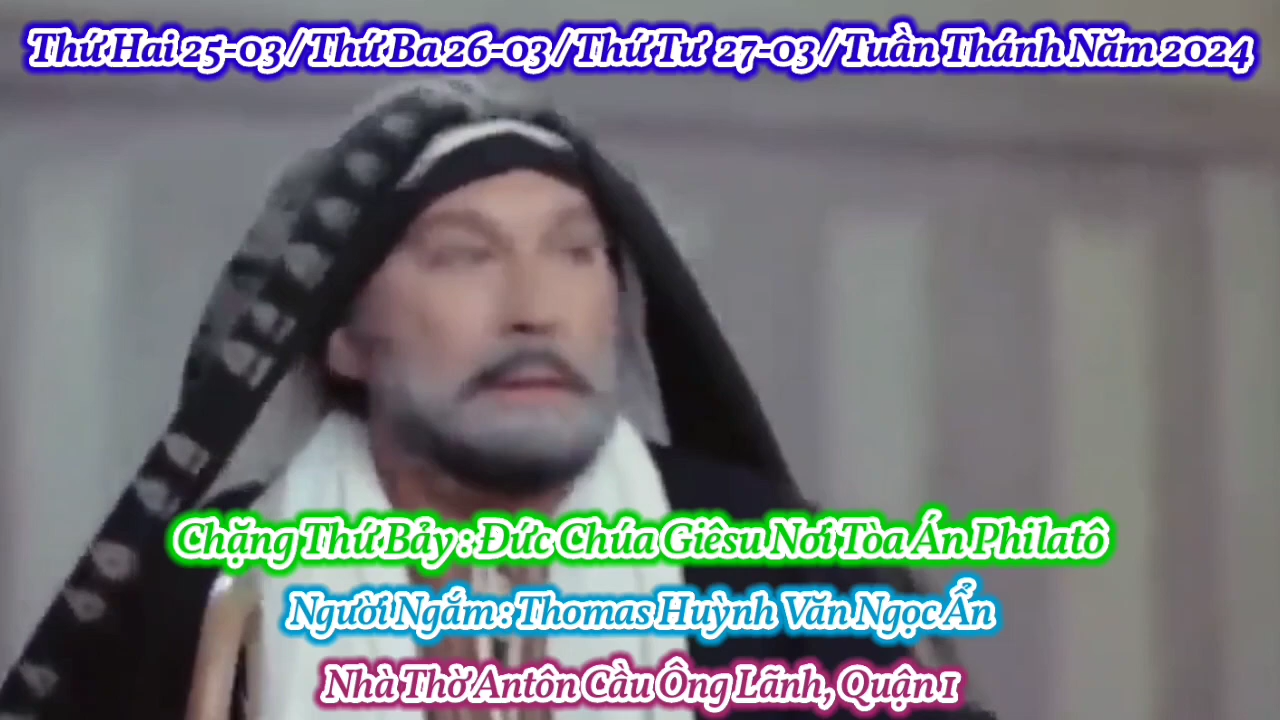 Thứ Hai 25-03 / Thứ Ba 26-03 / Thứ Tư 27-03 / Tuần Thánh Năm 2024
Chặng Thứ Bảy : Đức Chúa Giêsu Nơi Tòa Án Philatô
Người Ngắm : Thomas Huỳnh Văn Ngọc Ẩn
Nhà Thờ Antôn Cầu Ông Lãnh, Quận 1